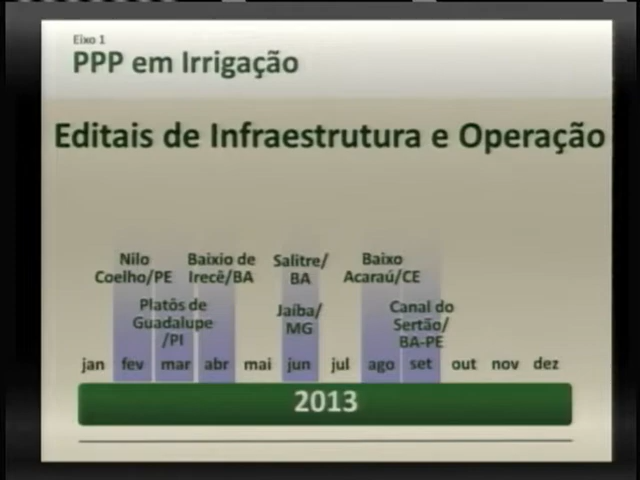 Eixo 1
PPP em Irrigação
Editais de Infraestrutura e Operação
Nilo
Coelho/PE
Baixio de
Irecê/BA
Salitre/
BA
Baixo
Acaraú/CE
Platôs de
Guadalupe
/PI
Jaíba/
MG
Canal do
Sertão/
BA-PE
jan fev mar abr mai jun jul ago set out nov dez
2013